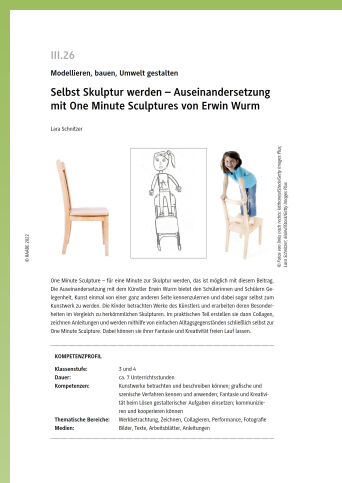 III.26
Modellieren, bauen, Umwelt gestalten
Selbst Skulptur werden – Auseinandersetzung
mit One Minute Sculptures von Erwin Wurm
Lara Schnitzer
© RAABE 2022
One Minute Sculpture – für eine Minute zur Skulptur werden, das ist möglich mit diesem Beitrag.
Die Auseinandersetzung mit dem Künstler Erwin Wurm bietet den Schülerinnen und Schülern Ge-
legenheit, Kunst einmal von einer ganz anderen Seite kennenzulernen und dabei sogar selbst zum
Kunstwerk zu werden. Die Kinder betrachten Werke des Künstlers und erarbeiten deren Besonder-
heiten im Vergleich zu herkömmlichen Skulpturen. Im praktischen Teil erstellen sie dann Collagen,
zeichnen Anleitungen und werden mithilfe von einfachen Alltagsgegenständen schließlich selbst zur
One Minute Sculpture. Dabei können sie ihrer Fantasie und Kreativität freien Lauf lassen.
KOMPETENZPROFIL
Klassenstufe: 3 und 4
Dauer: ca. 7 Unterrichtsstunden
Kompetenzen: Kunstwerke betrachten und beschreiben können; grafische und
szenische Verfahren kennen und anwenden; Fantasie und Kreativi-
tät beim Lösen gestalterischer Aufgaben einsetzen; kommunizie-
ren und kooperieren können
Thematische Bereiche: Werkbetrachtung, Zeichnen, Collagieren, Performance, Fotografie
Medien: Bilder, Texte, Arbeitsblätter, Anleitungen